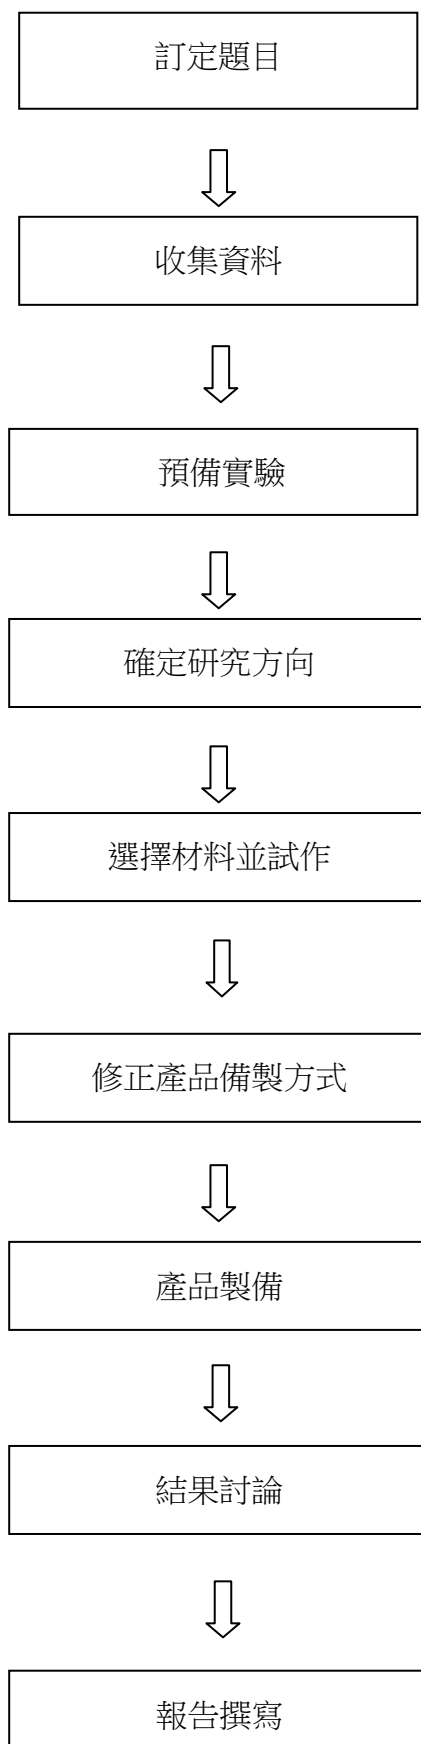 訂定題目
收集資料
預備實驗
確定研究方向
選擇材料並試作
修正產品備製方式
產品製備
結果討論
報告撰寫